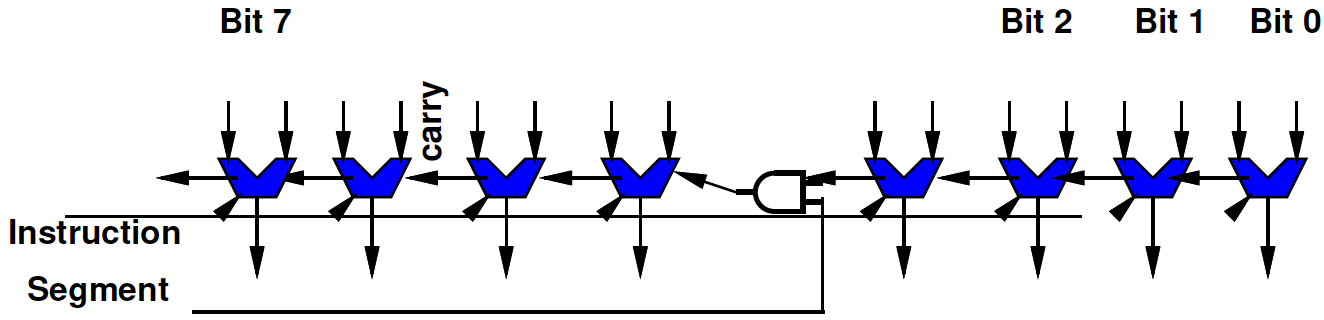 Bit 7
Bit 2
Bit 1
Bit 0
carry
Instruction
Segment